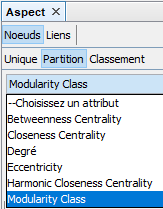 Aspect ×
Noeuds Liens
Unique Partition Classement
Modularity Class
--Choisissez un attribut
Betweenness Centrality
Closeness Centrality
Degré
Eccentricity
Harmonic Closeness Centrality
Modularity Class